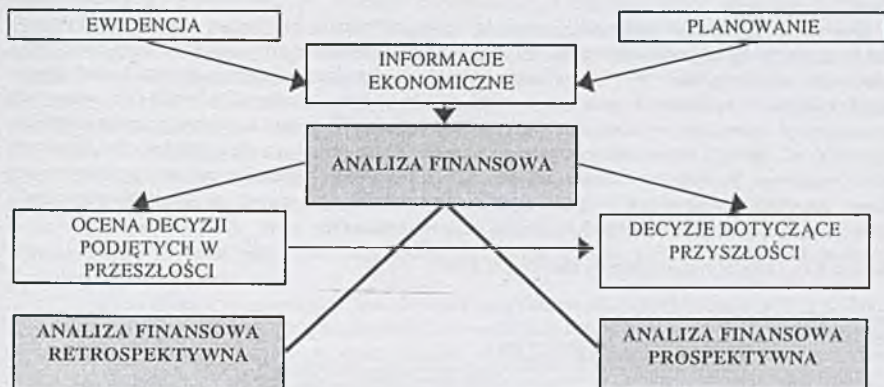 EWIDENCJA
PLANOWANIE
INFORMACJE
EKONOMICZNE
ANALIZA FINANSOWA
OCENA DECYZJI
PODJĘTYCH W
PRZESZŁOŚCI
DECYZJE DOTYCZĄCE
PRZYSZŁOŚCI
ANALIZA FINANSOWA
RETROSPEKTYWNA
ANALIZA FINANSOWA
PROSPEKTYWNA